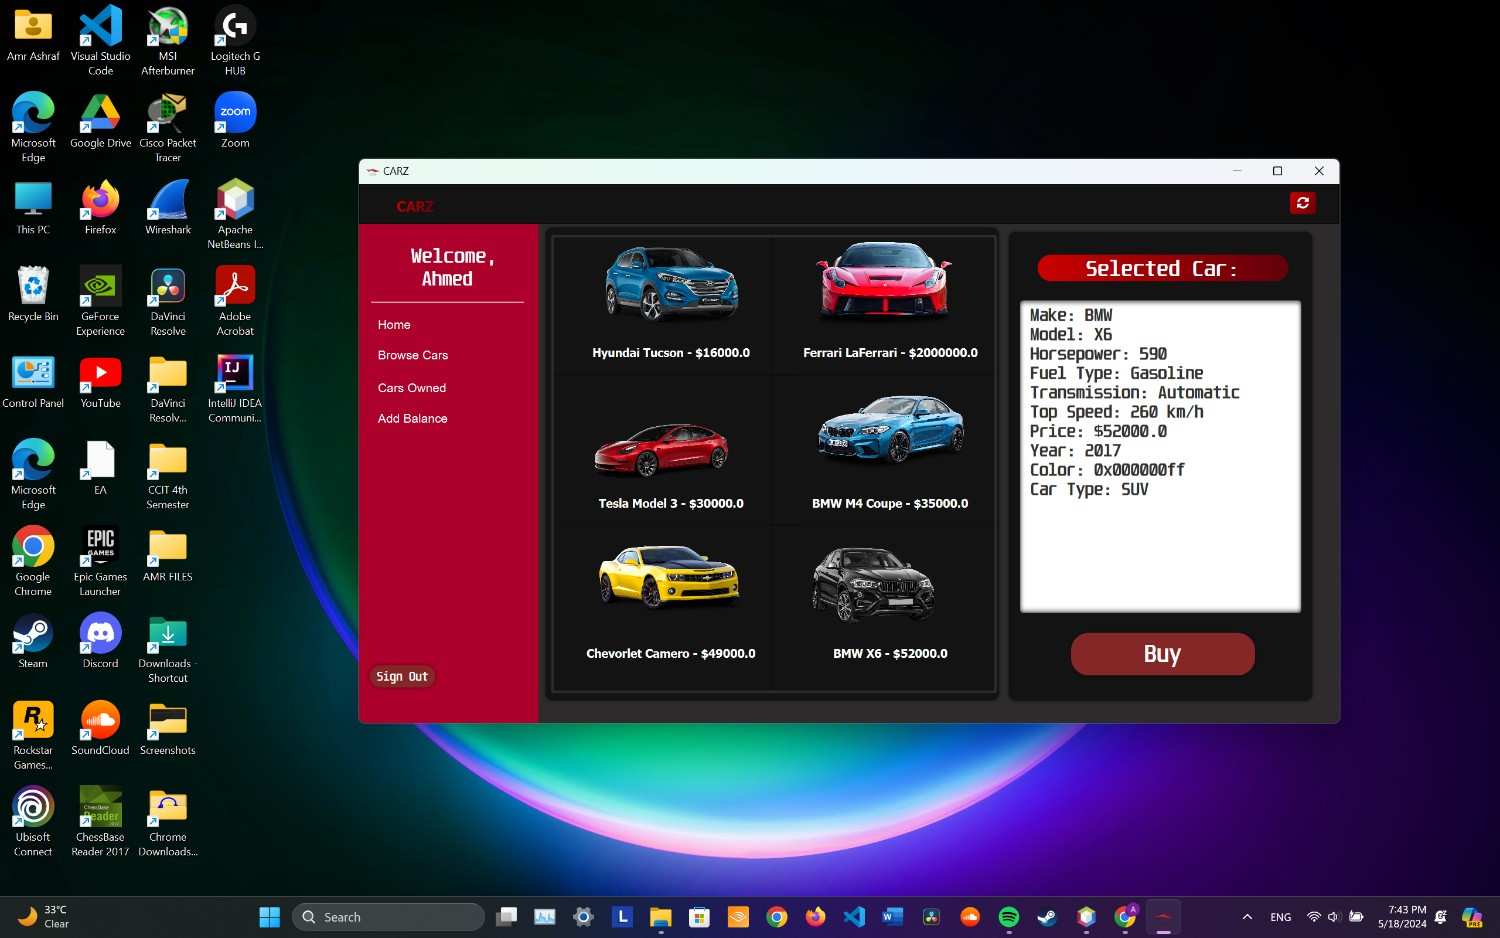 Amr Ashraf
Visual Studio
Code
MSI
Afterburner
Logitech G
HUB
Microsoft
Edge
Google Drive
Cisco Packet
Tracer
zoom
Zoom
This PC
Firefox
Wireshark
Apache
NetBeans I...
Recycle Bin
GeForce
Experience
DaVinci
Resolve
Adobe
Acrobat
Control Panel
YouTube
DaVinci
Resolv...
IJ
IntelliJ IDEA
Communi...
Microsoft
Edge
EA
CCIT 4th
Semester
Google
Chrome
EPIC
GAMES
Epic Games
Launcher
AMR FILES
Steam
Discord
Downloads -
Shortcut
Rockstar
Games...
SoundCloud
Screenshots
Ubisoft
Connect
ChessBase
Reader
ChessBase
Reader 2017
Chrome
Downloads...
CARZ
CARZ
Welcome,
Ahmed
Home
Browse Cars
Cars Owned
Add Balance
Sign Out
Hyundai Tucson - $16000.0
Ferrari LaFerrari - $2000000.0
Tesla Model 3 - $30000.0
BMW M4 Coupe - $35000.0
Chevorlet Camero - $49000.0
BMW X6 - $52000.0
Selected Car:
Make: BMW
Model: X6
Horsepower: 590
Fuel Type: Gasoline
Transmission: Automatic
Top Speed: 260 km/h
Price: $52000.0
Year: 2017
Color: 0x000000ff
Car Type: SUV
Buy
33°C
Clear
Search
L
W
A
ENG
7:43 PM
5/18/2024
PRE